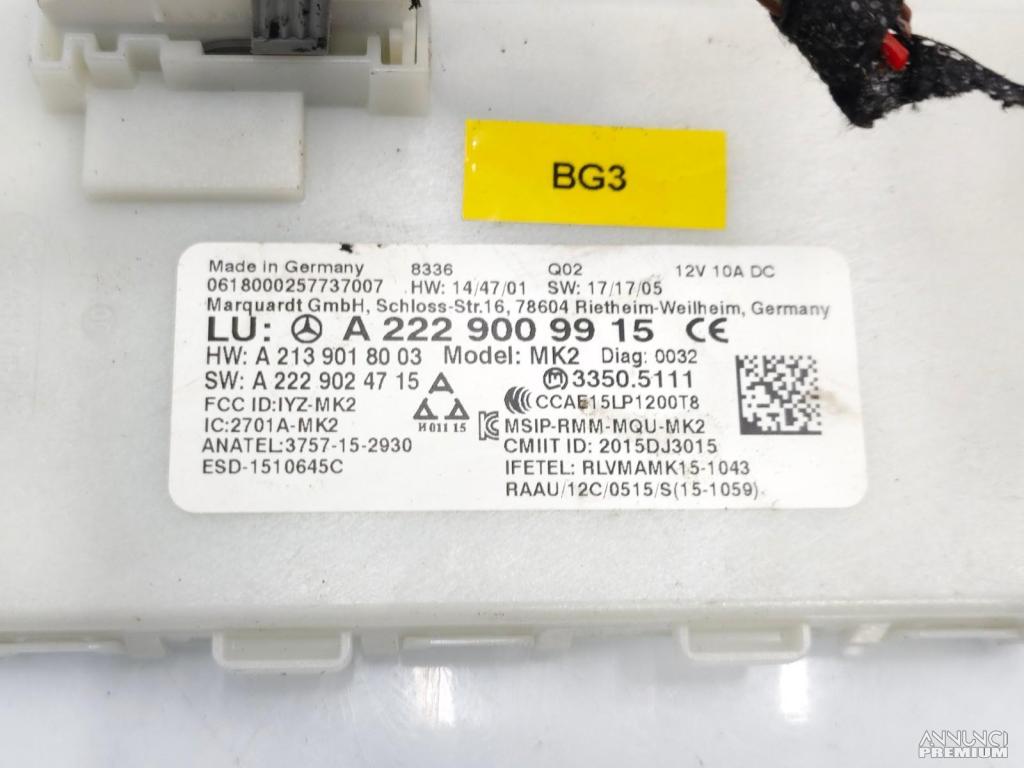 BG3
Made in Germany 8336 Q02 12V 10A DC
0618000257737007 HW: 14/47/01 SW: 17/17/05
Marquardt GmbH, Schloss-Str.16, 78604 Rietheim-Weilheim, Germany
LU: A 222 900 99 15 CE
HW: A 213 901 80 03 Model: MK2 Diag: 0032
SW: A 222 902 47 15 M 3350.5111
FCC ID:IYZ-MK2 CCAE15LP1200T8
IC:2701A-MK2 H 011 15 MSIP-RMM-MQU-MK2
ANATEL:3757-15-2930 CMIIT ID: 2015DJ3015
ESD-1510645C IFETEL: RLVMAMK15-1043
RAAU/12C/0515/S(15-1059)
ANNUNCI
PREMIUM